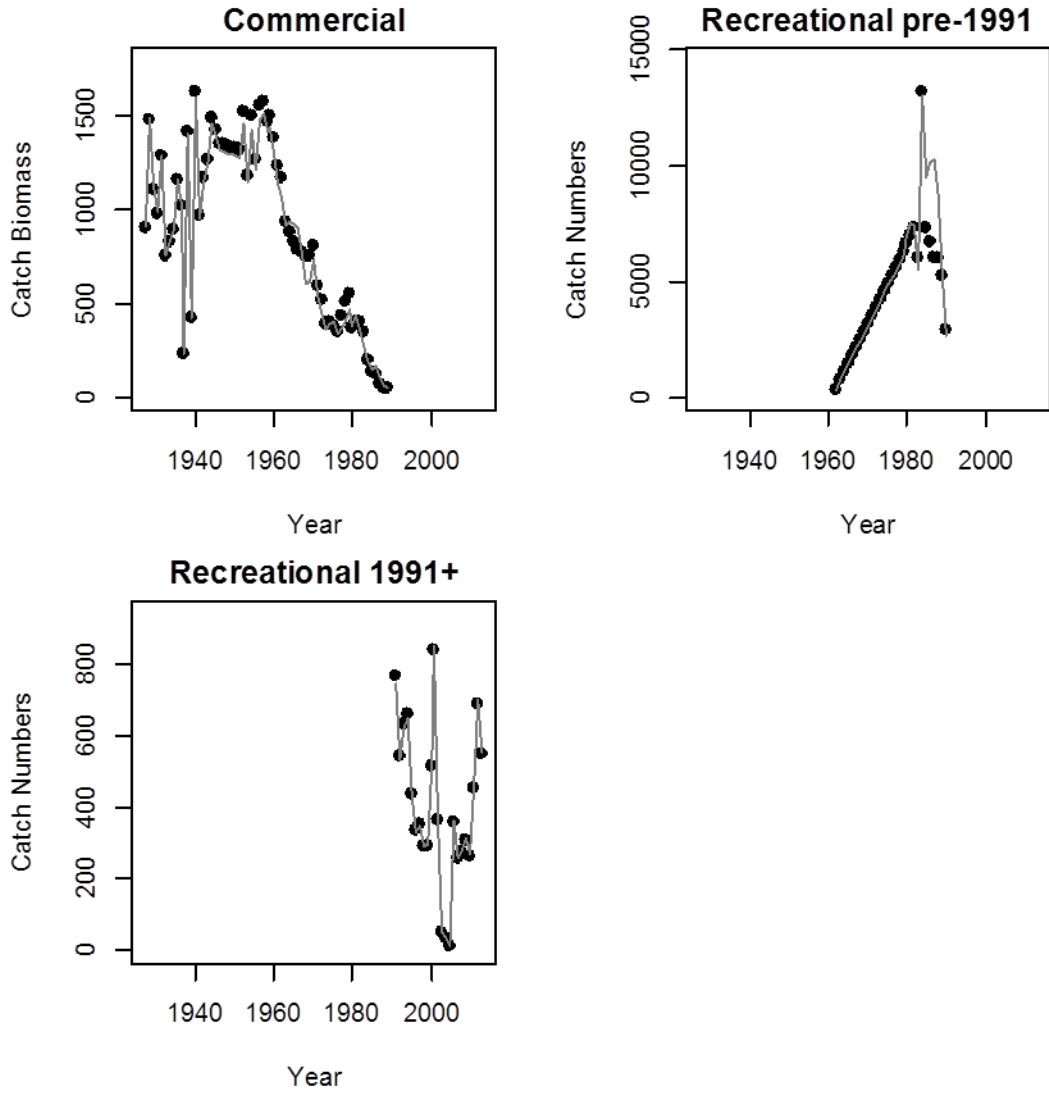 Commercial
Catch Biomass
1500
1000
500
0
1940 1960 1980 2000
Year
Recreational pre-1991
Catch Numbers
15000
10000
5000
0
1940 1960 1980 2000
Year
Recreational 1991+
Catch Numbers
800
600
400
200
0
1940 1960 1980 2000
Year